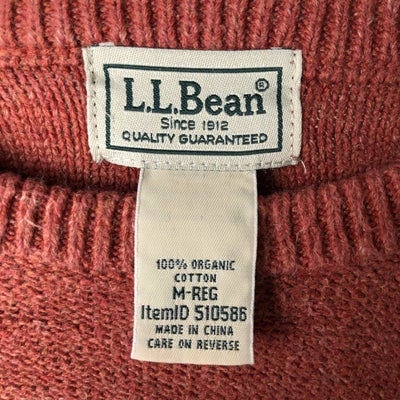 L.L.Bean®
Since 1912
QUALITY GUARANTEED
100% ORGANIC
COTTON
M-REG
ItemID 510586
MADE IN CHINA
CARE ON REVERSE